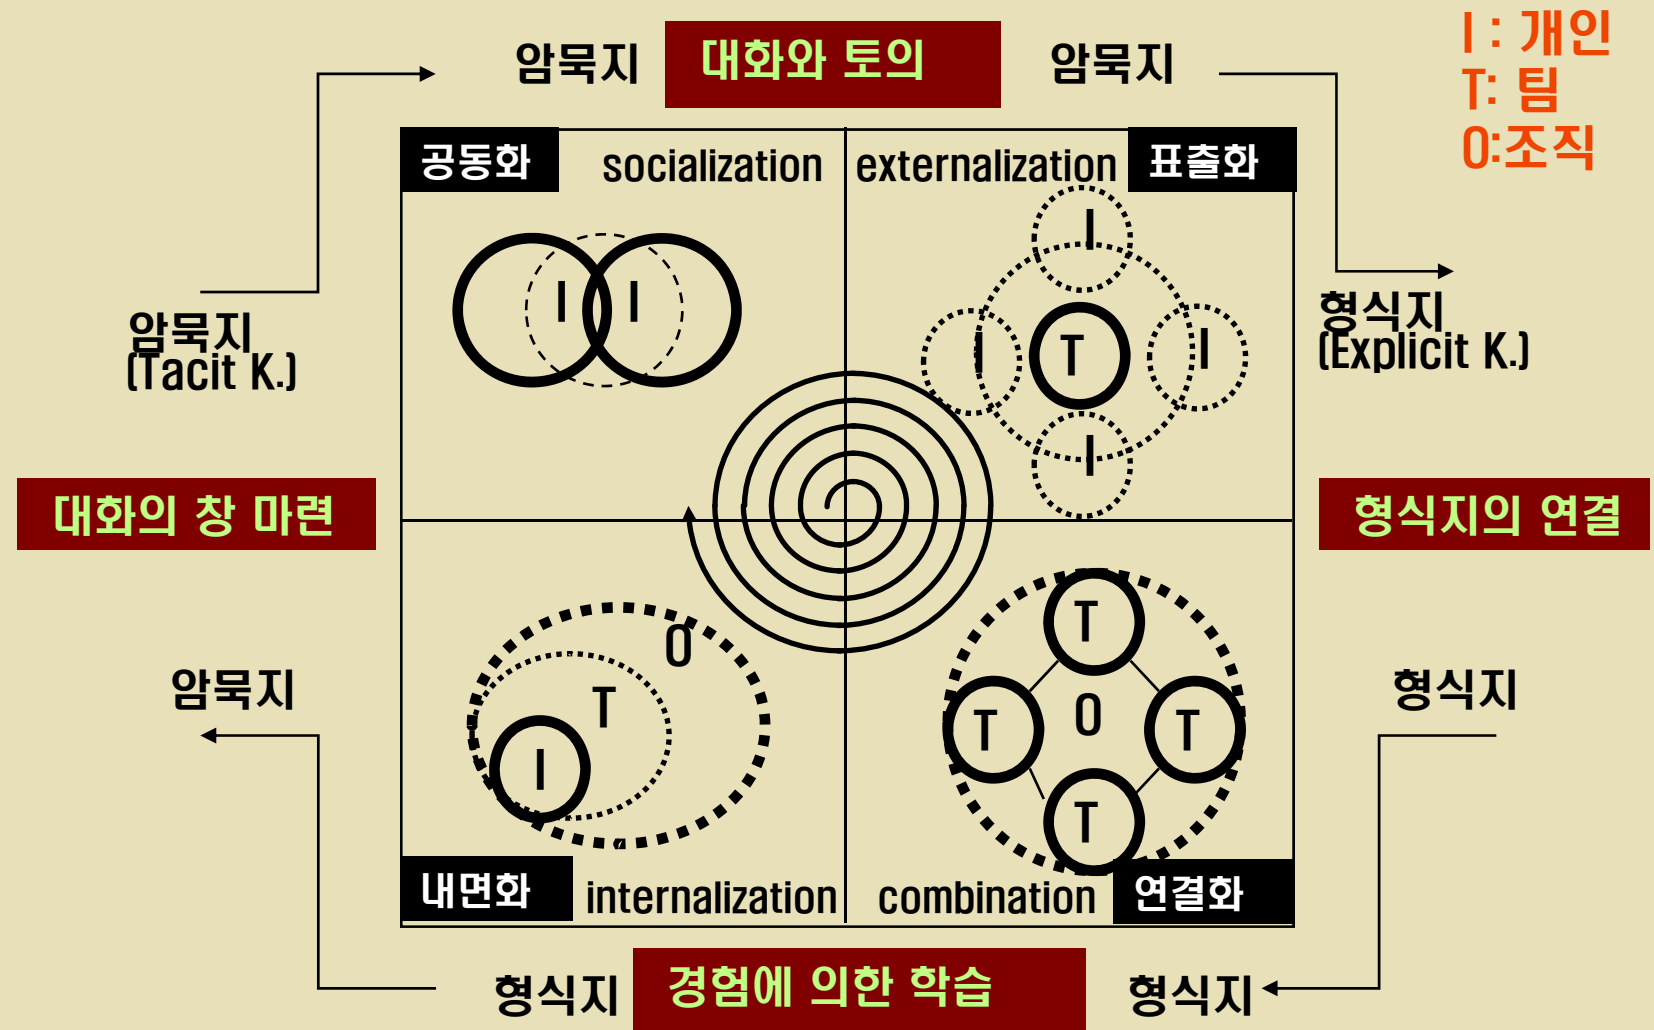 암묵지
대화와 토의
암묵지
I : 개인
T: 팀
O:조직
공동화
socialization
externalization
표출화
I
I
I
I
T
I
I
암묵지
(Tacit K.)
형식지
(Explicit K.)
대화의 창 마련
형식지의 연결
O
T
I
T
T
O
T
T
암묵지
형식지
내면화
internalization
combination
연결화
형식지
경험에 의한 학습
형식지